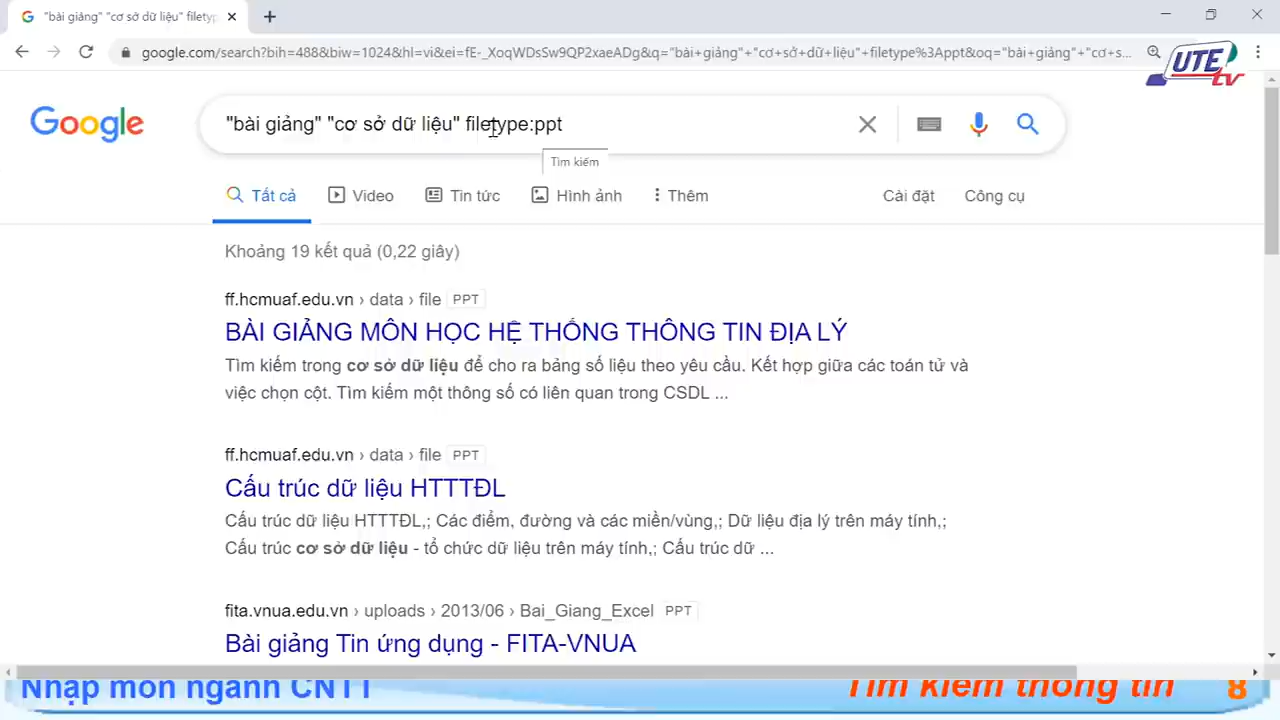 "bài giảng" "cơ sở dữ liệu" filetyp
google.com/search?bih=488&biw=1024&hl=vi&ei=fE-_XoqWDsSw9QP2xaeADg&q="bài+giảng"+"cơ+sở+dữ+liệu"+filetype%3Appt&oq="bài+giảng"+"cơ+s...
UTE tv
Google
"bài giảng" "cơ sở dữ liệu" filetype:ppt
Tìm kiếm
Tất cả
Video
Tin tức
Hình ảnh
Thêm
Cài đặt
Công cụ
Khoảng 19 kết quả (0,22 giây)
ff.hcmuaf.edu.vn › data › file PPT
BÀI GIẢNG MÔN HỌC HỆ THỐNG THÔNG TIN ĐỊA LÝ
Tìm kiếm trong cơ sở dữ liệu để cho ra bảng số liệu theo yêu cầu. Kết hợp giữa các toán tử và
việc chọn cột. Tìm kiếm một thông số có liên quan trong CSDL ...
ff.hcmuaf.edu.vn › data › file PPT
Cấu trúc dữ liệu HTTTĐL
Cấu trúc dữ liệu HTTTĐL,; Các điểm, đường và các miền/vùng,; Dữ liệu địa lý trên máy tính,;
Cấu trúc cơ sở dữ liệu - tổ chức dữ liệu trên máy tính,; Cấu trúc dữ ...
fita.vnua.edu.vn › uploads › 2013/06 › Bai_Giang_Excel PPT
Bài giảng Tin ứng dụng - FITA-VNUA
Nhập môn ngành CNTT
Tìm kiếm thông tin
8